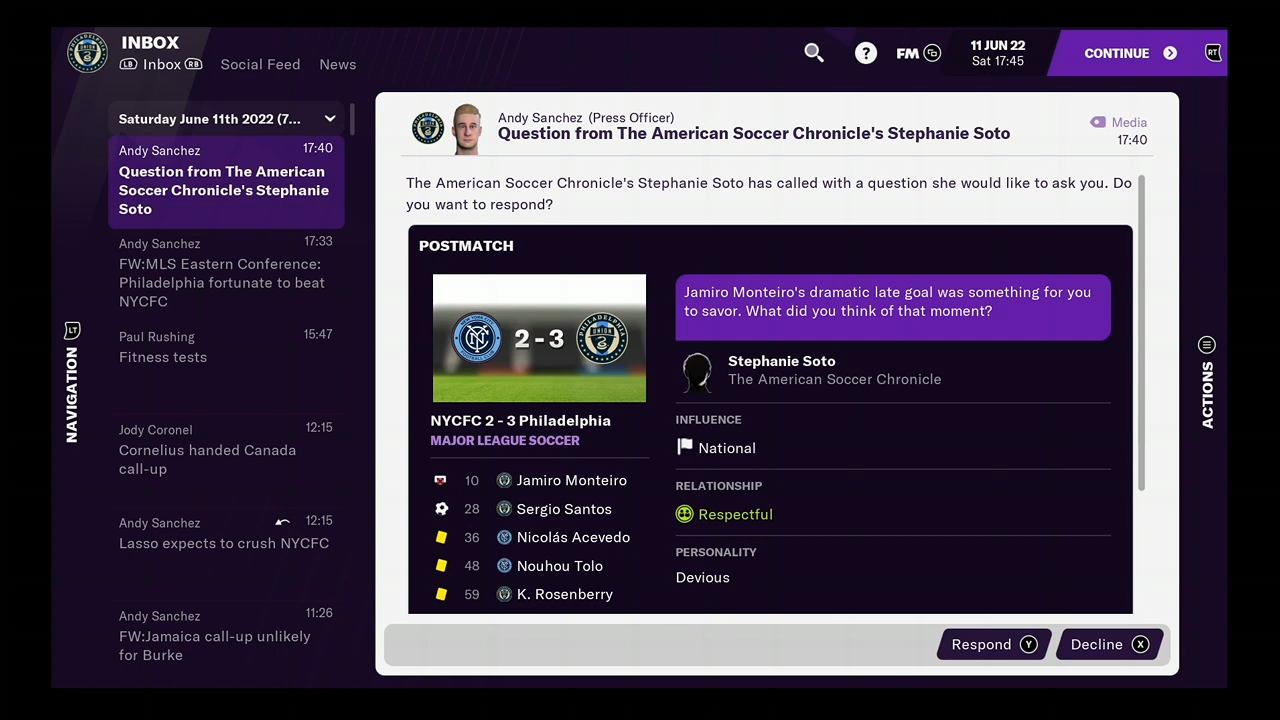 INBOX
LB Inbox RB Social Feed News
FM
11 JUN 22
Sat 17:45
CONTINUE
RT
Saturday June 11th 2022 (7...
Andy Sanchez 17:40
Question from The American
Soccer Chronicle's Stephanie
Soto
Andy Sanchez 17:33
FW:MLS Eastern Conference:
Philadelphia fortunate to beat
NYCFC
Paul Rushing 15:47
Fitness tests
Jody Coronel 12:15
Cornelius handed Canada
call-up
Andy Sanchez 12:15
Lasso expects to crush NYCFC
Andy Sanchez 11:26
FW:Jamaica call-up unlikely
for Burke
NAVIGATION LT
Andy Sanchez (Press Officer)
Question from The American Soccer Chronicle's Stephanie Soto
Media
17:40
The American Soccer Chronicle's Stephanie Soto has called with a question she would like to ask you. Do
you want to respond?
POSTMATCH
2 - 3
PHILADELPHIA
UNION
NYCFC 2 - 3 Philadelphia
MAJOR LEAGUE SOCCER
10 Jamiro Monteiro
28 Sergio Santos
36 Nicolás Acevedo
48 Nouhou Tolo
59 K. Rosenberry
Jamiro Monteiro's dramatic late goal was something for you
to savor. What did you think of that moment?
Stephanie Soto
The American Soccer Chronicle
INFLUENCE
National
RELATIONSHIP
Respectful
PERSONALITY
Devious
Respond Y
Decline X
ACTIONS